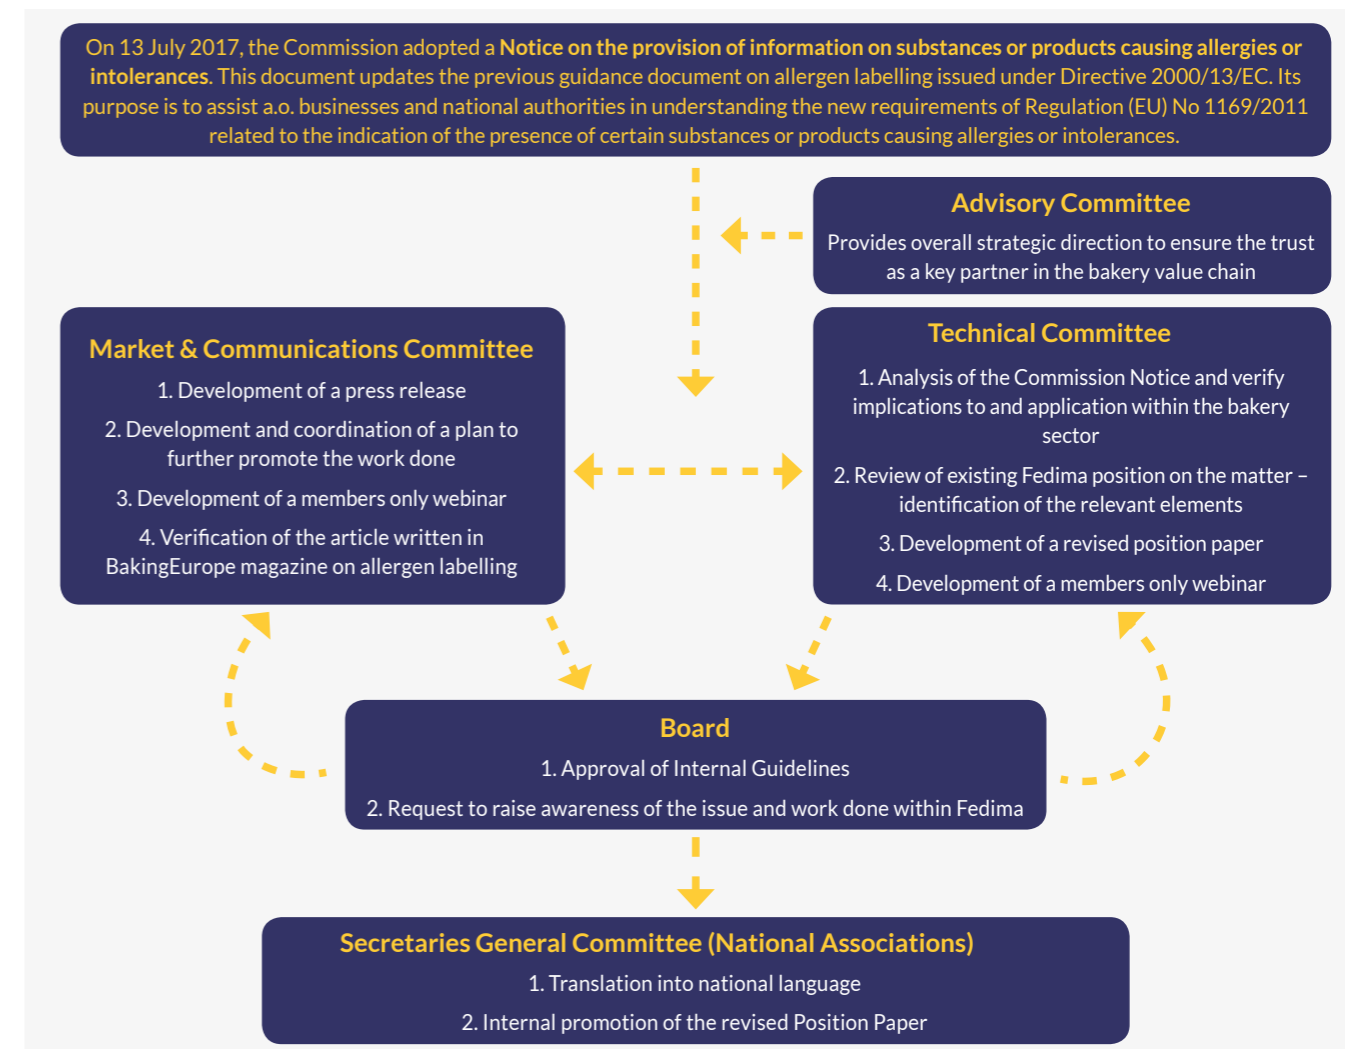 On 13 July 2017, the Commission adopted a Notice on the provision of information on substances or products causing allergies or
intolerances. This document updates the previous guidance document on allergen labelling issued under Directive 2000/13/EC. Its
purpose is to assist a.o. businesses and national authorities in understanding the new requirements of Regulation (EU) No 1169/2011
related to the indication of the presence of certain substances or products causing allergies or intolerances.
Advisory Committee
Provides overall strategic direction to ensure the trust
as a key partner in the bakery value chain
Market & Communications Committee
1. Development of a press release
2. Development and coordination of a plan to
further promote the work done
3. Development of a members only webinar
4. Verification of the article written in
BakingEurope magazine on allergen labelling
Technical Committee
1. Analysis of the Commission Notice and verify
implications to and application within the bakery
sector
2. Review of existing Fedima position on the matter –
identification of the relevant elements
3. Development of a revised position paper
4. Development of a members only webinar
Board
1. Approval of Internal Guidelines
2. Request to raise awareness of the issue and work done within Fedima
Secretaries General Committee (National Associations)
1. Translation into national language
2. Internal promotion of the revised Position Paper